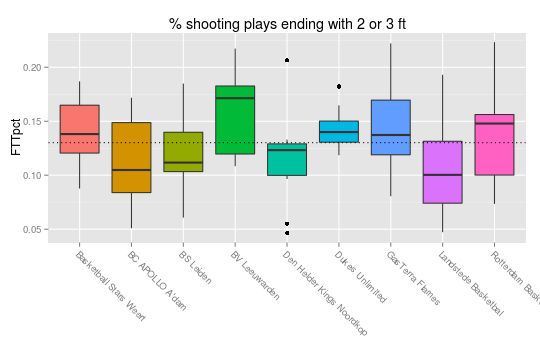 % shooting plays ending with 2 or 3 ft
FTTpct
0.20
0.15
0.10
0.05
Basketball Stars Weert
BC APOLLO A'dam
BS Leiden
BV Leeuwarden
Den Helder Kings Noordkop
Dukes Unlimited
GasTerra Flames
Landstede Basketbal
Rotterdam Bask